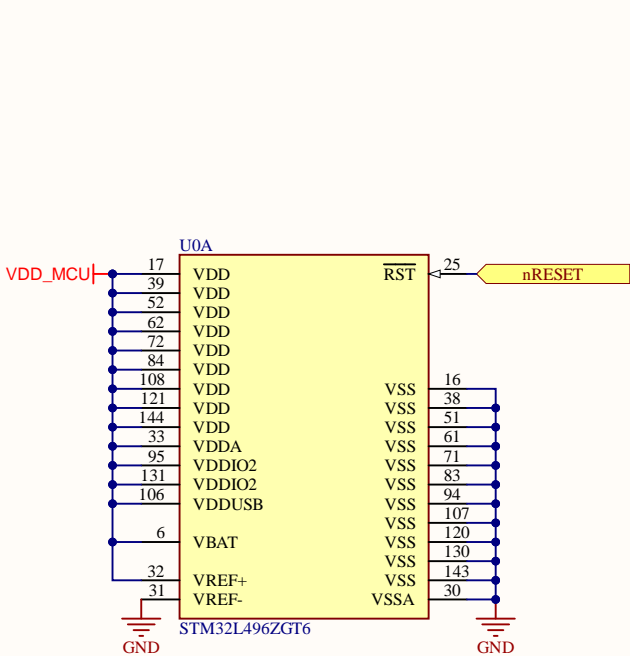 U0A
VDD_MCU 17 VDD RST 25 nRESET
39 VDD
52 VDD
62 VDD
72 VDD
84 VDD
108 VDD VSS 16
121 VDD VSS 38
144 VDD VSS 51
33 VDDA VSS 61
95 VDDIO2 VSS 71
131 VDDIO2 VSS 83
106 VDDUSB VSS 94
VSS 107
6 VBAT VSS 120
VSS 130
32 VREF+ VSS 143
31 VREF- VSSA 30
STM32L496ZGT6
GND GND